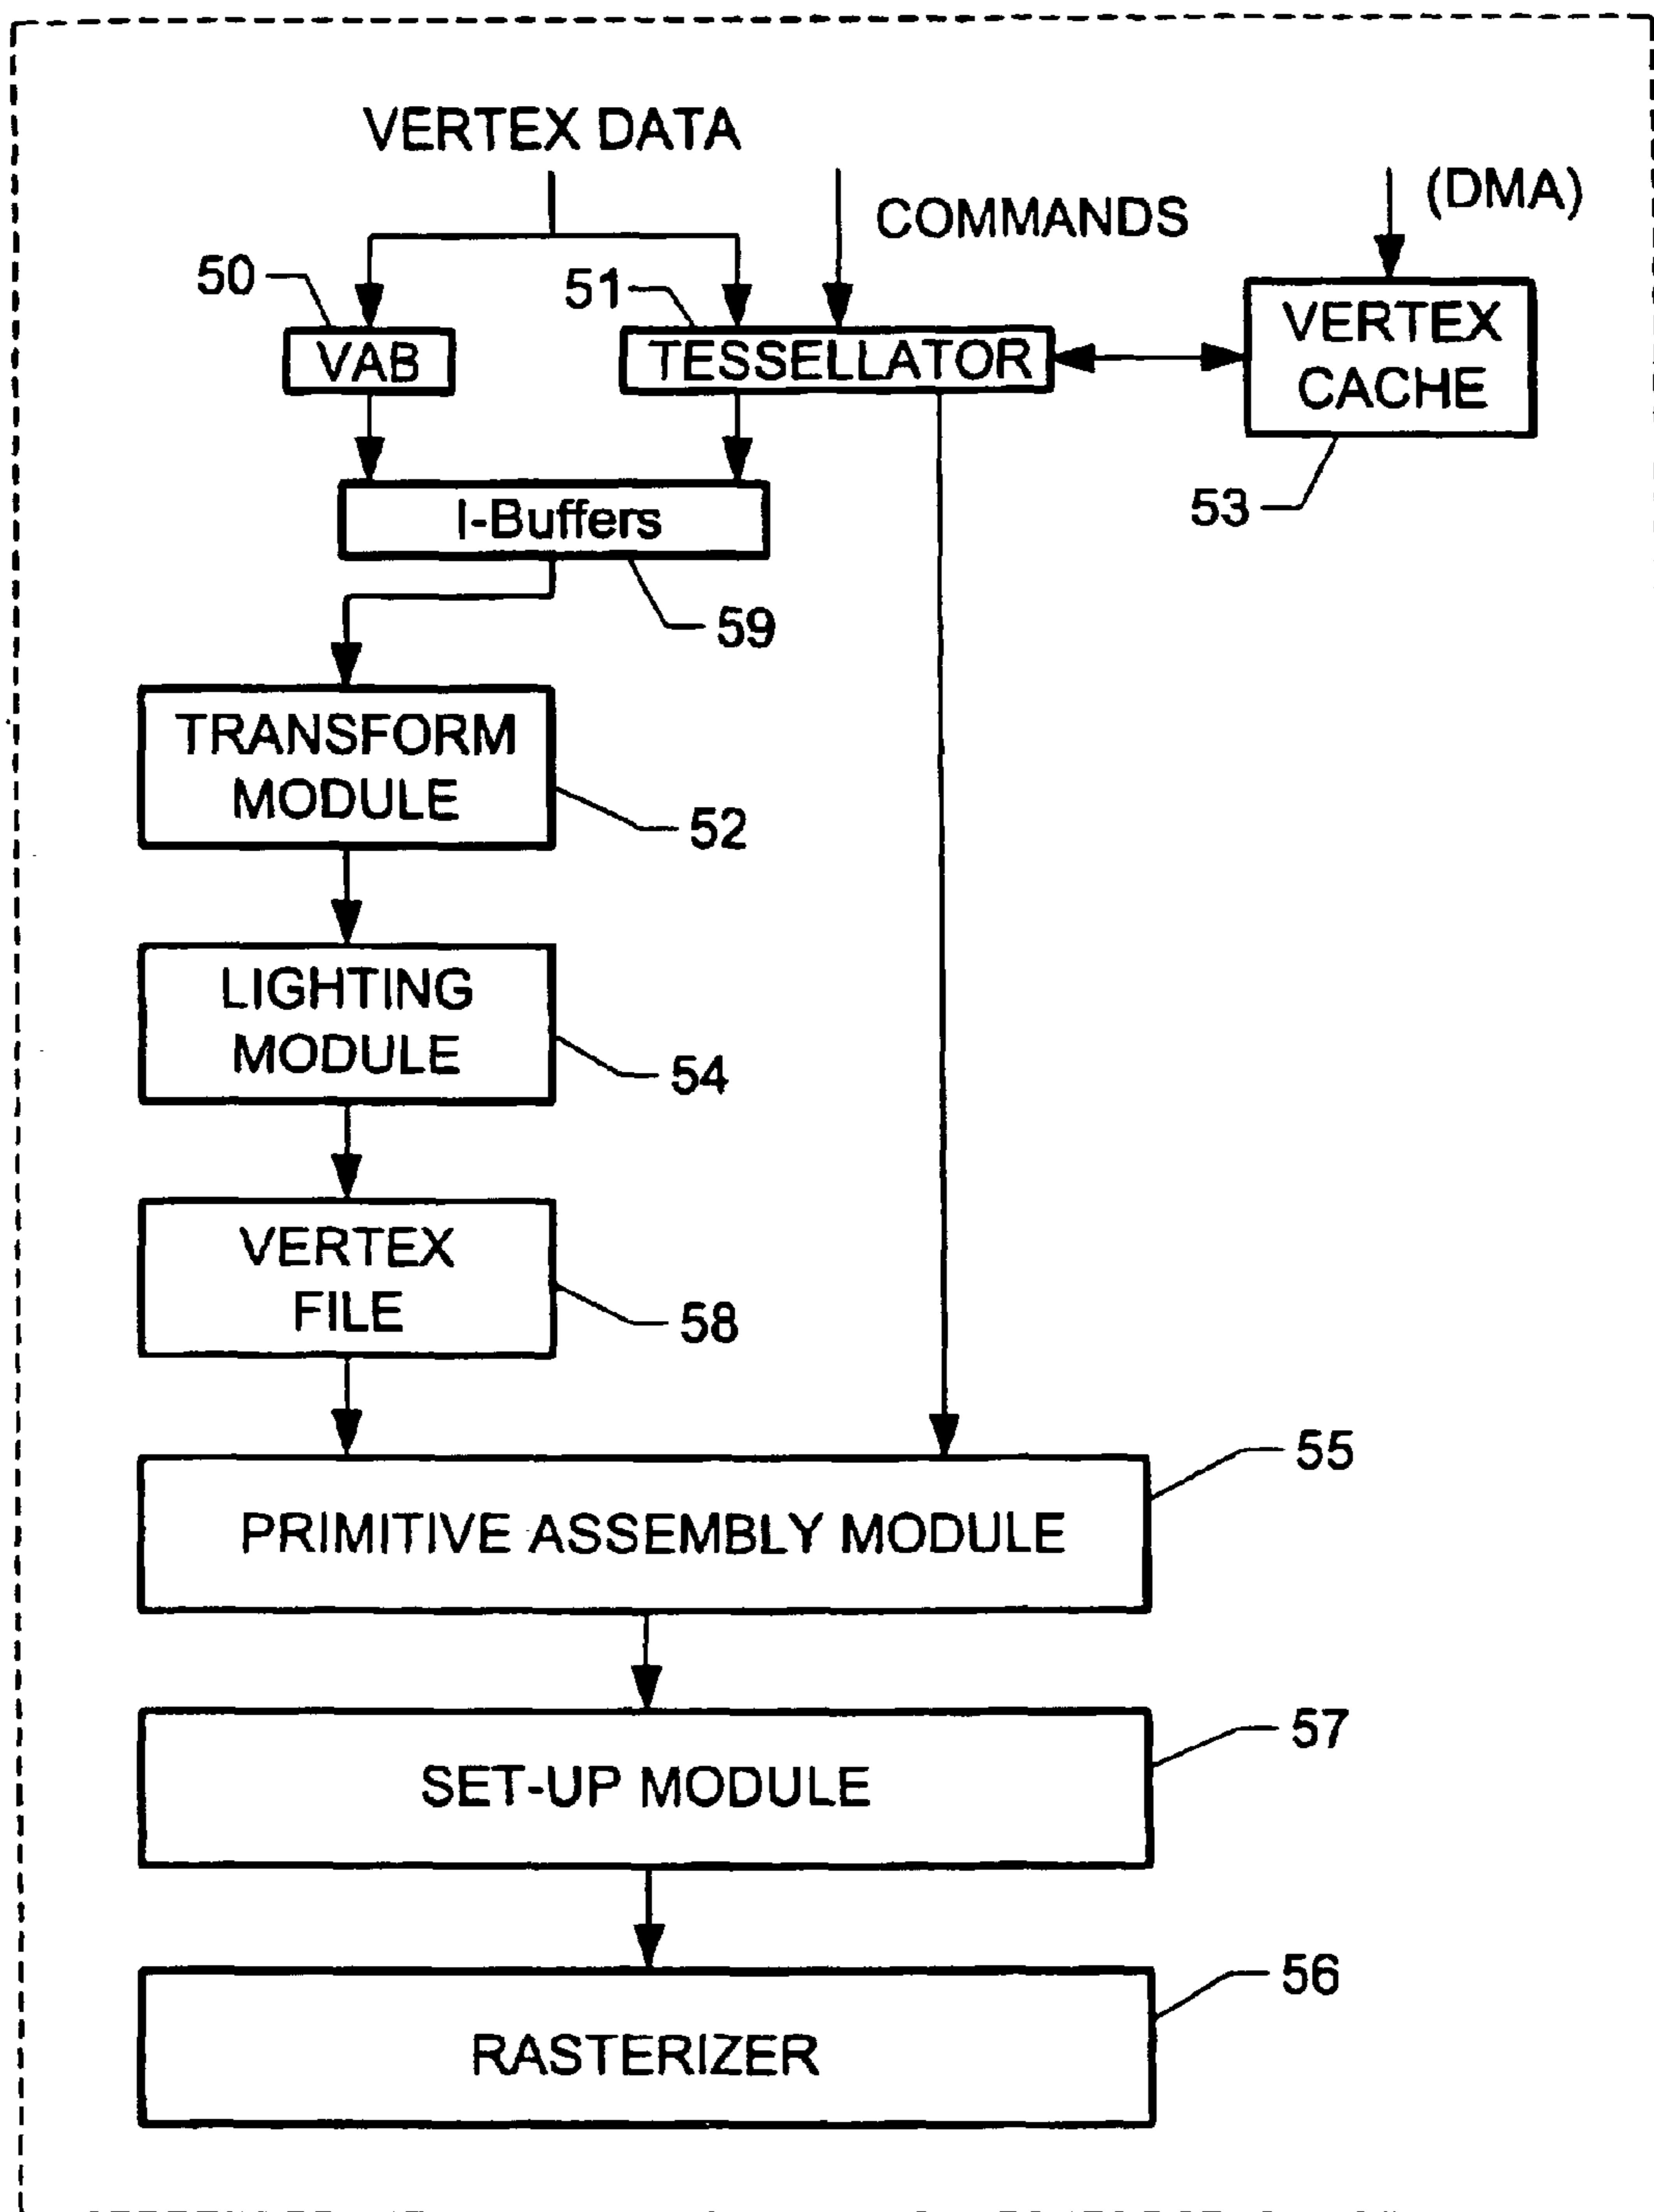 VERTEX DATA
(DMA)
COMMANDS
50
51
VAB
TESSELLATOR
VERTEX
CACHE
53
I-Buffers
59
TRANSFORM
MODULE
52
LIGHTING
MODULE
54
VERTEX
FILE
58
55
PRIMITIVE ASSEMBLY MODULE
57
SET-UP MODULE
56
RASTERIZER